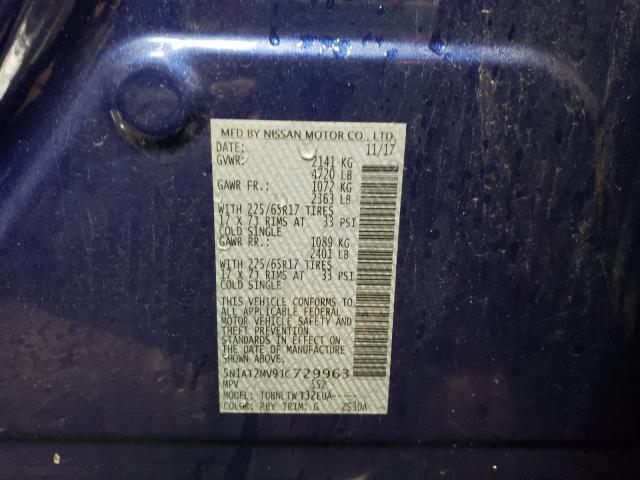 MFD BY NISSAN MOTOR CO., LTD.
DATE: 11/17
GVWR: 2141 KG
4720 LB
GAWR FR.: 1072 KG
2363 LB
WITH 225/65R17 TIRES
17 X 7J RIMS AT 33 PSI
COLD SINGLE
GAWR RR.: 1089 KG
2401 LB
WITH 225/65R17 TIRES
17 X 7J RIMS AT 33 PSI
COLD SINGLE
THIS VEHICLE CONFORMS TO
ALL APPLICABLE FEDERAL
MOTOR VEHICLE SAFETY AND
THEFT PREVENTION
STANDARDS IN EFFECT ON
THE DATE OF MANUFACTURE
SHOWN ABOVE.
5N1AT2MV9JC729963
MPV SS2
MODEL: TOBNLTWT32EUA----
COLOR: RBY TRIM: G 2S30A